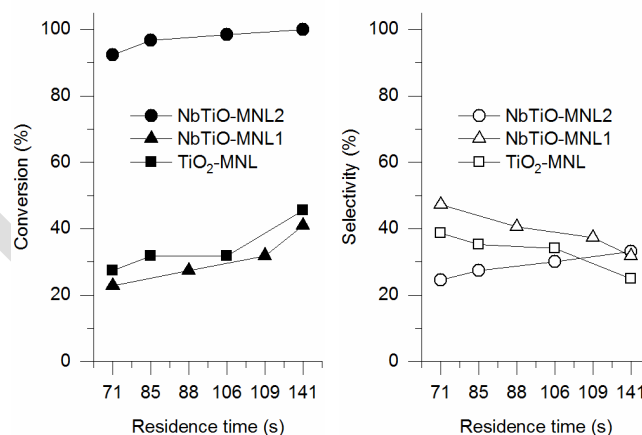 100
80
60
40
20
0
Conversion (%)
NbTiO-MNL2
NbTiO-MNL1
TiO₂-MNL
71 85 88 106 109 141
Residence time (s)
100
80
60
40
20
0
Selectivity (%)
NbTiO-MNL2
NbTiO-MNL1
TiO₂-MNL
71 85 88 106 109 141
Residence time (s)